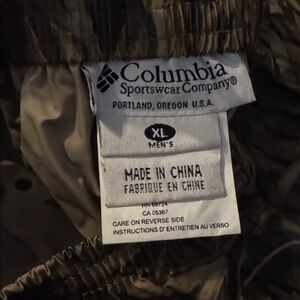 Columbia
Sportswear Company®
PORTLAND, OREGON U.S.A.
XL
MEN'S
MADE IN CHINA
FABRIQUE EN CHINE
RN 69724
CA 05367
CARE ON REVERSE SIDE
INSTRUCTIONS D'ENTRETIEN AU VERSO